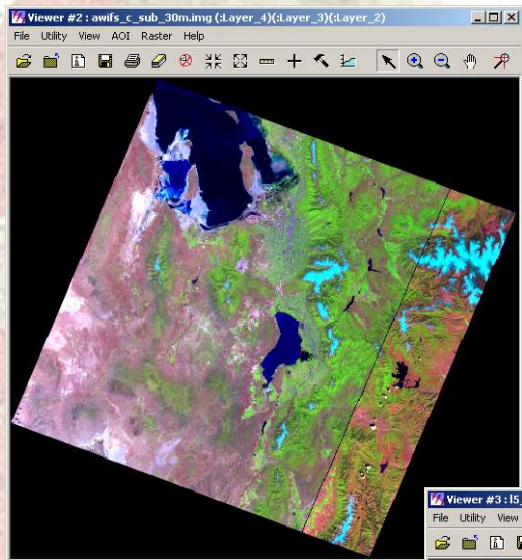 Viewer #2 : awifs_c_sub_30m.img (:Layer_4)(:Layer_3)(:Layer_2)
File Utility View AOI Raster Help
Viewer #3 : l5_
File Utility View